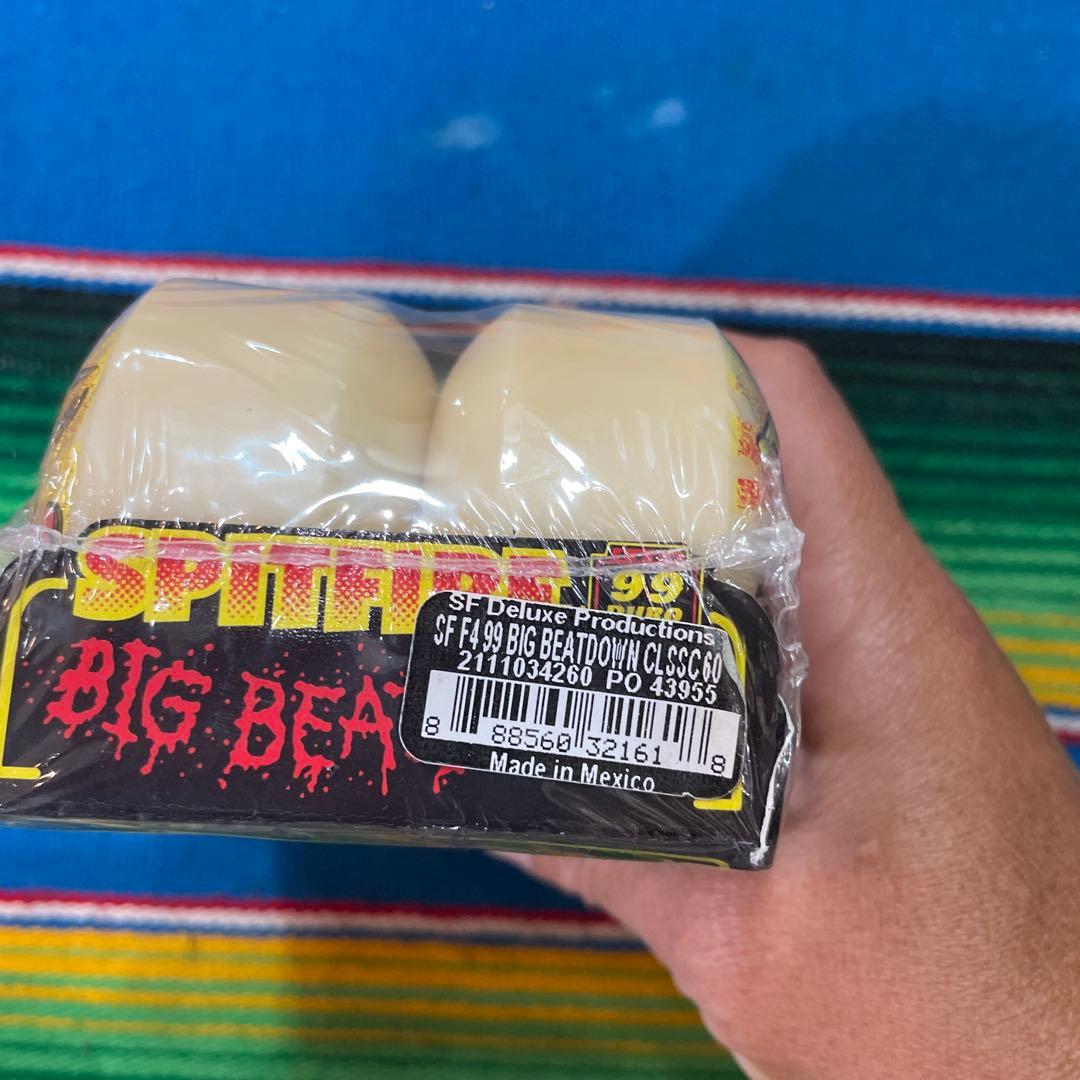 SPITFIRE
99
DURO
BIG BEAT
SF Deluxe Productions
SF F4 99 BIG BEATDOWN CLSSC 60
2111034260 PO 43955
8 88560 32161 8
Made in Mexico